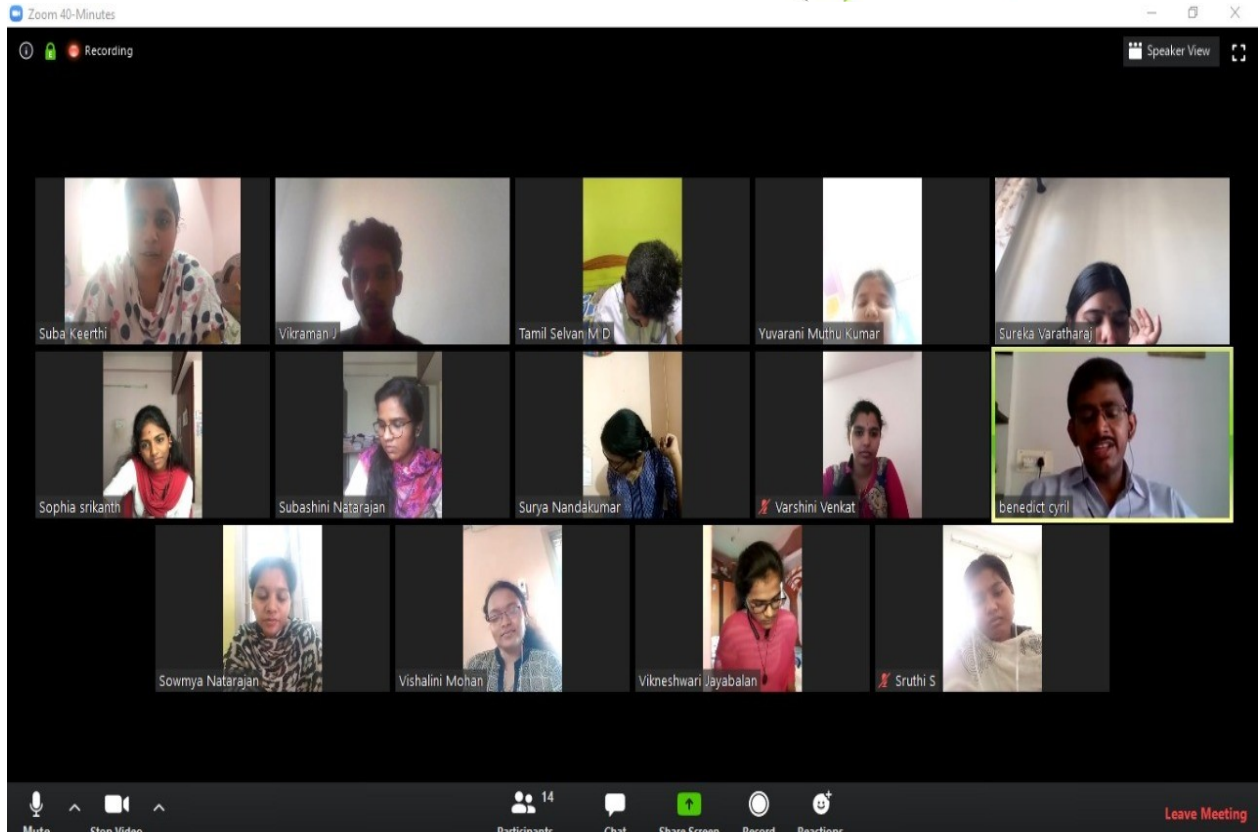 Zoom 40-Minutes
Recording
Speaker View
Suba Keerthi
Vikraman J
Tamil Selvan M D
Yuvarani Muthu Kumar
Sureka Varatharaj
Sophia srikanth
Subashini Natarajan
Surya Nandakumar
Varshini Venkat
benedict cyril
Sowmya Natarajan
Vishalini Mohan
Vikneshwari Jayabalan
Sruthi S
14
Mute
Stop Video
Participants
Chat
Share Screen
Record
Reactions
Leave Meeting